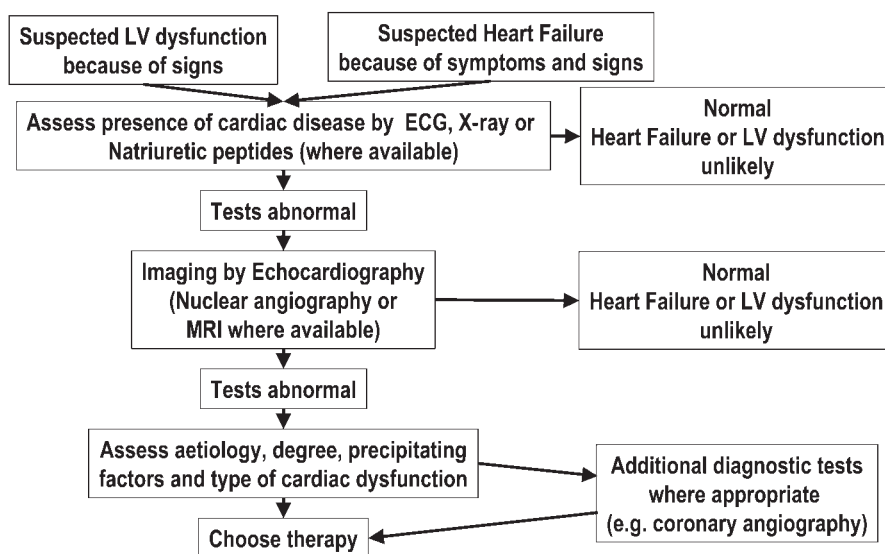 Suspected LV dysfunction
because of signs
Suspected Heart Failure
because of symptoms and signs
Assess presence of cardiac disease by ECG, X-ray or
Natriuretic peptides (where available)
Normal
Heart Failure or LV dysfunction
unlikely
Tests abnormal
Imaging by Echocardiography
(Nuclear angiography or
MRI where available)
Normal
Heart Failure or LV dysfunction
unlikely
Tests abnormal
Assess aetiology, degree, precipitating
factors and type of cardiac dysfunction
Additional diagnostic tests
where appropriate
(e.g. coronary angiography)
Choose therapy